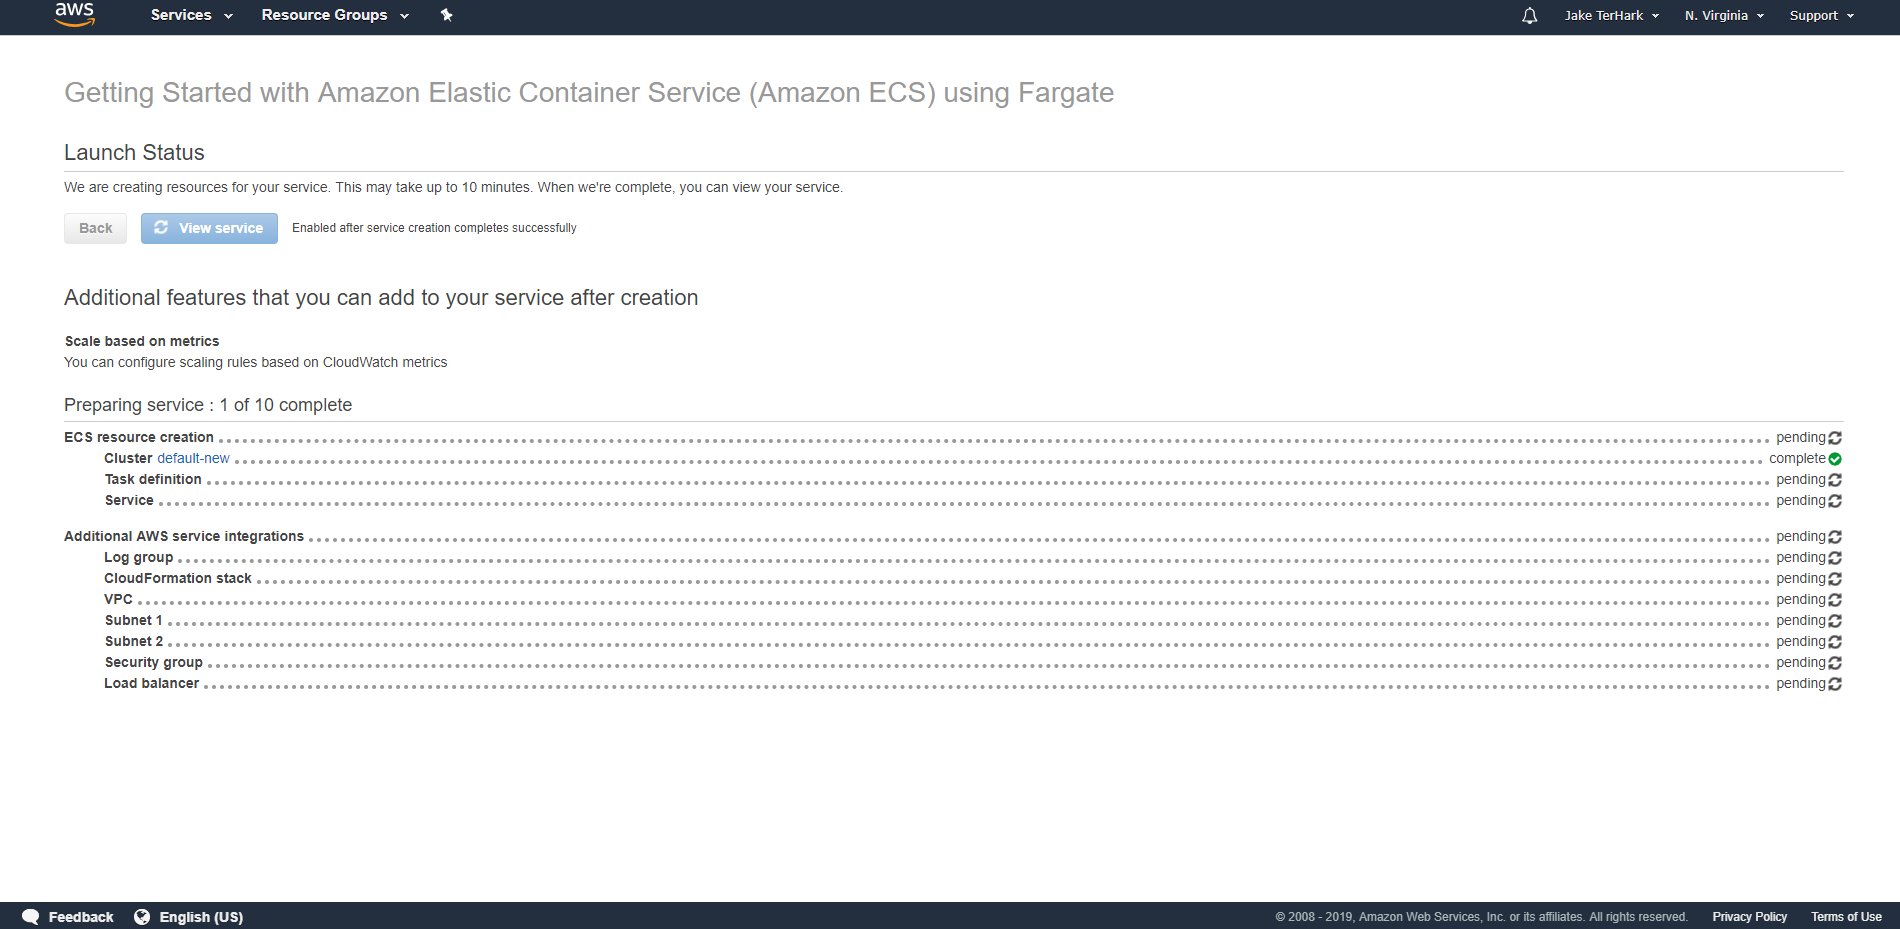 aws Services Resource Groups Jake TerHark N. Virginia Support
Getting Started with Amazon Elastic Container Service (Amazon ECS) using Fargate
Launch Status
We are creating resources for your service. This may take up to 10 minutes. When we're complete, you can view your service.
Back View service Enabled after service creation completes successfully
Additional features that you can add to your service after creation
Scale based on metrics
You can configure scaling rules based on CloudWatch metrics
Preparing service : 1 of 10 complete
ECS resource creation pending
Cluster default-new complete
Task definition pending
Service pending
Additional AWS service integrations pending
Log group pending
CloudFormation stack pending
VPC pending
Subnet 1 pending
Subnet 2 pending
Security group pending
Load balancer pending
Feedback English (US) © 2008 - 2019, Amazon Web Services, Inc. or its affiliates. All rights reserved. Privacy Policy Terms of Use